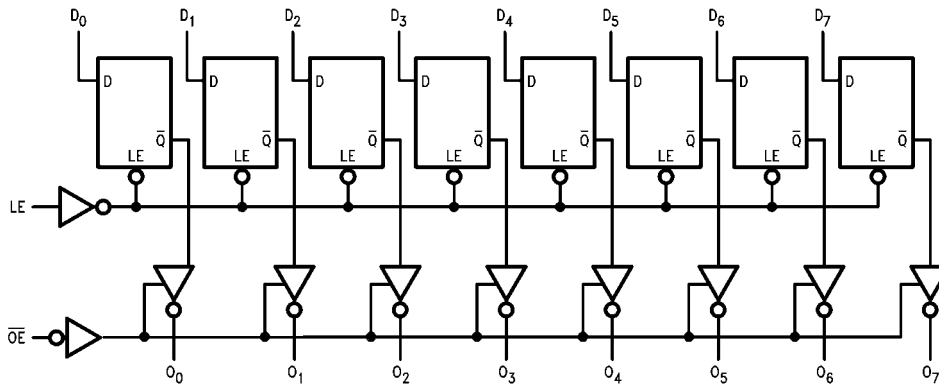 D₀ D₁ D₂ D₃ D₄ D₅ D₆ D₇
D D D D D D D D
Q̅ Q̅ Q̅ Q̅ Q̅ Q̅ Q̅ Q̅
LE LE LE LE LE LE LE LE
LE
O̅E̅
O₀ O₁ O₂ O₃ O₄ O₅ O₆ O₇